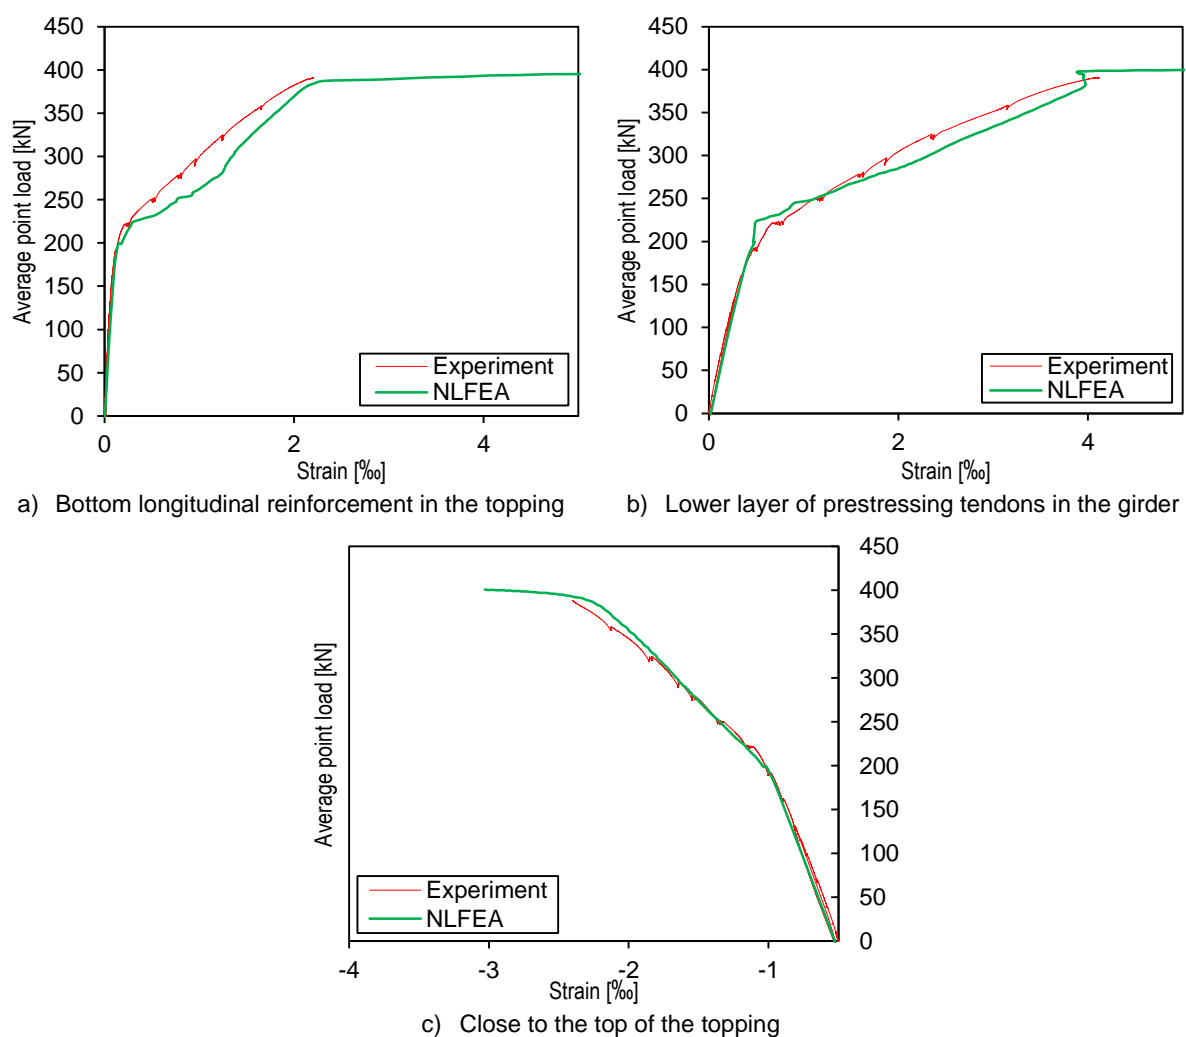 450
400
350
300
250
200
150
100
50
0
Average point load [kN]
Experiment
NLFEA
0 2 4
Strain [‰]
a) Bottom longitudinal reinforcement in the topping
450
400
350
300
250
200
150
100
50
0
Average point load [kN]
Experiment
NLFEA
0 2 4
Strain [‰]
b) Lower layer of prestressing tendons in the girder
450
400
350
300
250
200
150
100
50
0
Average point load [kN]
Experiment
NLFEA
-4 -3 -2 -1
Strain [‰]
c) Close to the top of the topping